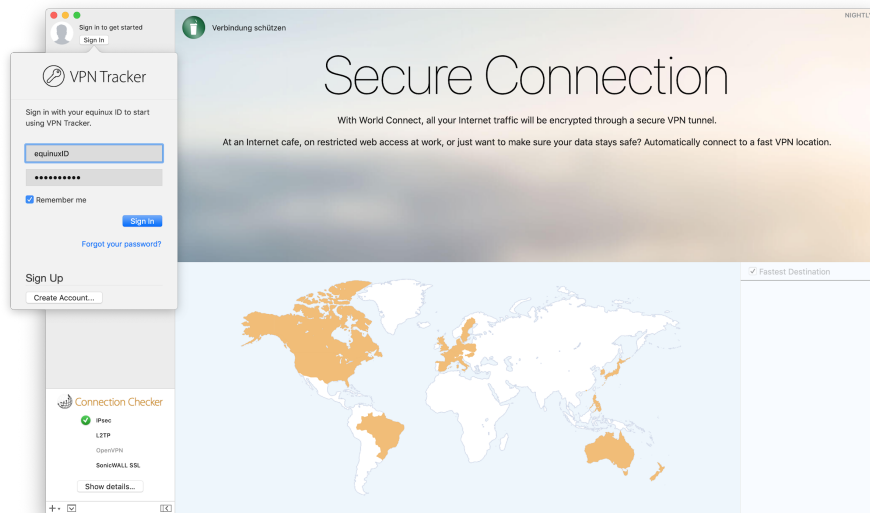 Sign in to get started
Sign In
VPN Tracker
Sign in with your equinux ID to start
using VPN Tracker.
equinuxID
Remember me
Sign In
Forgot your password?
Sign Up
Create Account...
Connection Checker
IPsec
L2TP
OpenVPN
SonicWALL SSL
Show details...
Verbindung schützen
Secure Connection
With World Connect, all your Internet traffic will be encrypted through a secure VPN tunnel.
At an Internet cafe, on restricted web access at work, or just want to make sure your data stays safe? Automatically connect to a fast VPN location.
Fastest Destination